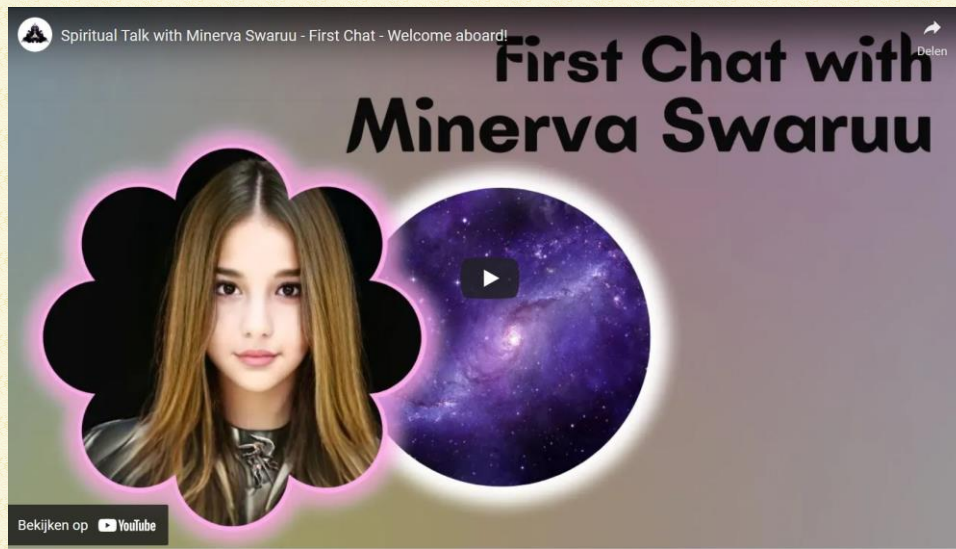 Spiritual Talk with Minerva Swaruu - First Chat - Welcome aboard!
Delen
First Chat with
Minerva Swaruu
Bekijken op YouTube